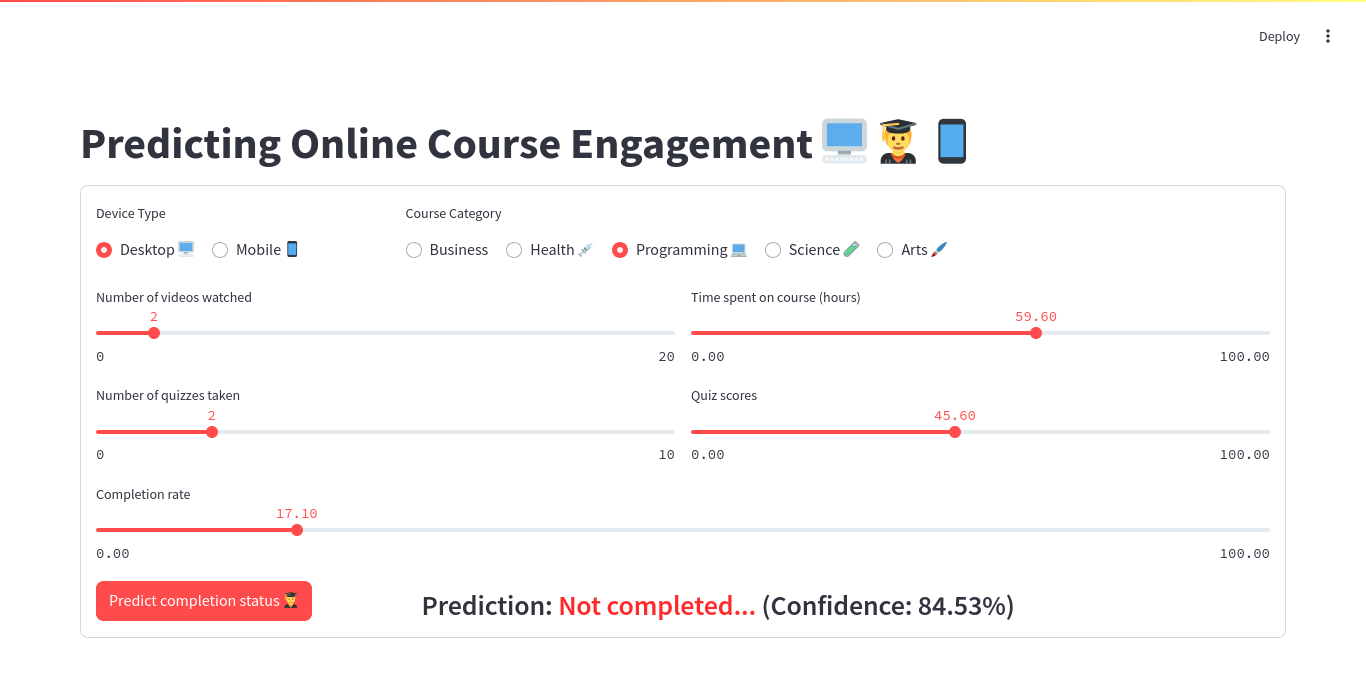 Deploy
Predicting Online Course Engagement 🖥️👨‍🎓📱
Device Type Course Category
Desktop🖥️ Mobile📱 Business Health💉 Programming💻 Science🧪 Arts🖌️
Number of videos watched Time spent on course (hours)
2 59.60
0 20 0.00 100.00
Number of quizzes taken Quiz scores
2 45.60
0 10 0.00 100.00
Completion rate
17.10
0.00 100.00
Predict completion status👨‍🎓 Prediction: Not completed... (Confidence: 84.53%)